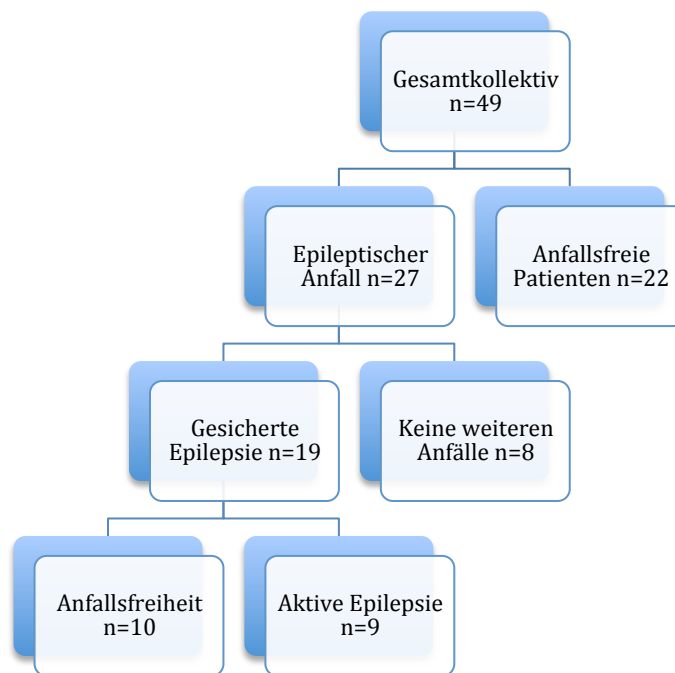 Gesamtkollektiv
n=49
Epileptischer
Anfall n=27
Anfallsfreie
Patienten n=22
Gesicherte
Epilepsie n=19
Keine weiteren
Anfälle n=8
Anfallsfreiheit
n=10
Aktive Epilepsie
n=9